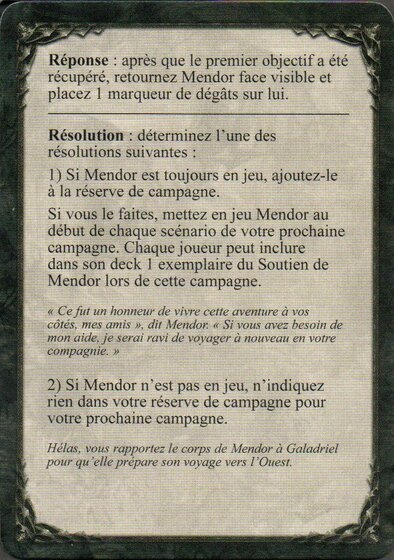 Réponse : après que le premier objectif a été
récupéré, retournez Mendor face visible et
placez 1 marqueur de dégâts sur lui.
Résolution : déterminez l'une des
résolutions suivantes :
1) Si Mendor est toujours en jeu, ajoutez-le
à la réserve de campagne.
Si vous le faites, mettez en jeu Mendor au
début de chaque scénario de votre prochaine
campagne. Chaque joueur peut inclure
dans son deck 1 exemplaire du Soutien de
Mendor lors de cette campagne.
« Ce fut un honneur de vivre cette aventure à vos
côtés, mes amis », dit Mendor. « Si vous avez besoin de
mon aide, je serai ravi de voyager à nouveau en votre
compagnie. »
2) Si Mendor n'est pas en jeu, n'indiquez
rien dans votre réserve de campagne pour
votre prochaine campagne.
Hélas, vous rapportez le corps de Mendor à Galadriel
pour qu'elle prépare son voyage vers l'Ouest.